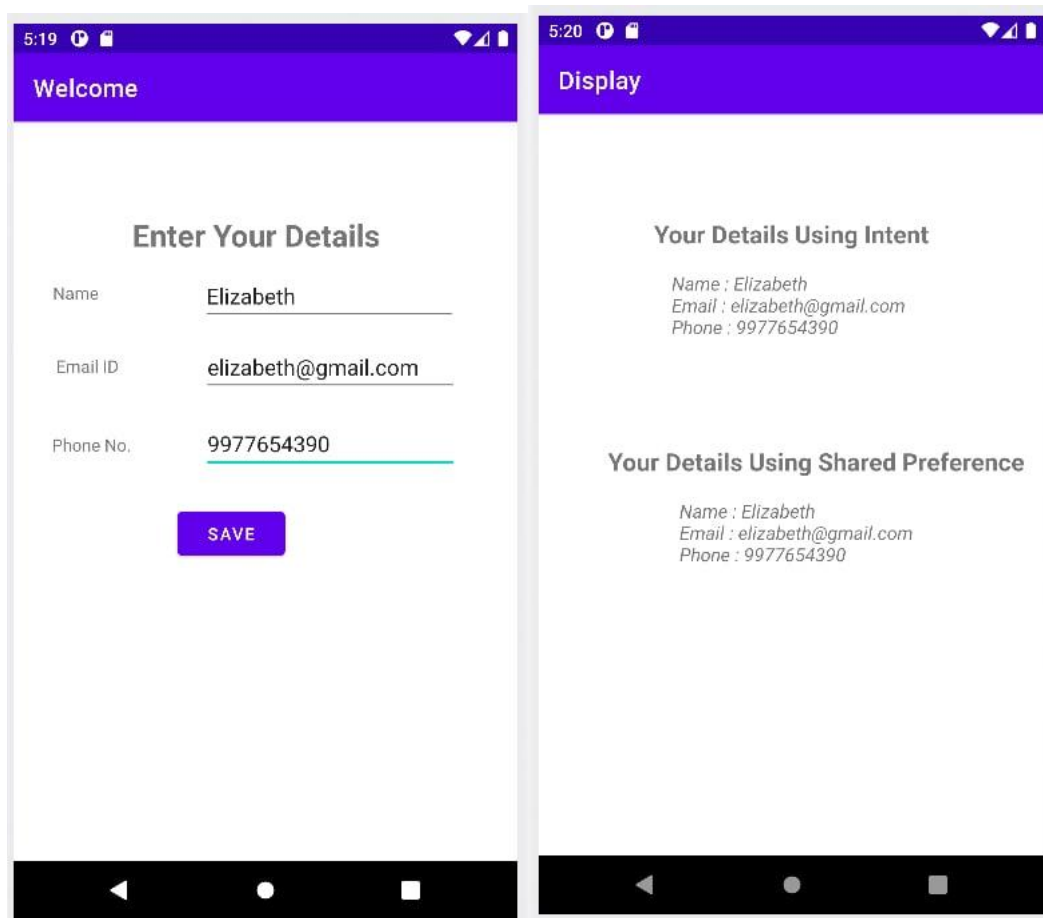 5:19
Welcome
Enter Your Details
Name
Elizabeth
Email ID
elizabeth@gmail.com
Phone No.
9977654390
SAVE
5:20
Display
Your Details Using Intent
Name : Elizabeth
Email : elizabeth@gmail.com
Phone : 9977654390
Your Details Using Shared Preference
Name : Elizabeth
Email : elizabeth@gmail.com
Phone : 9977654390